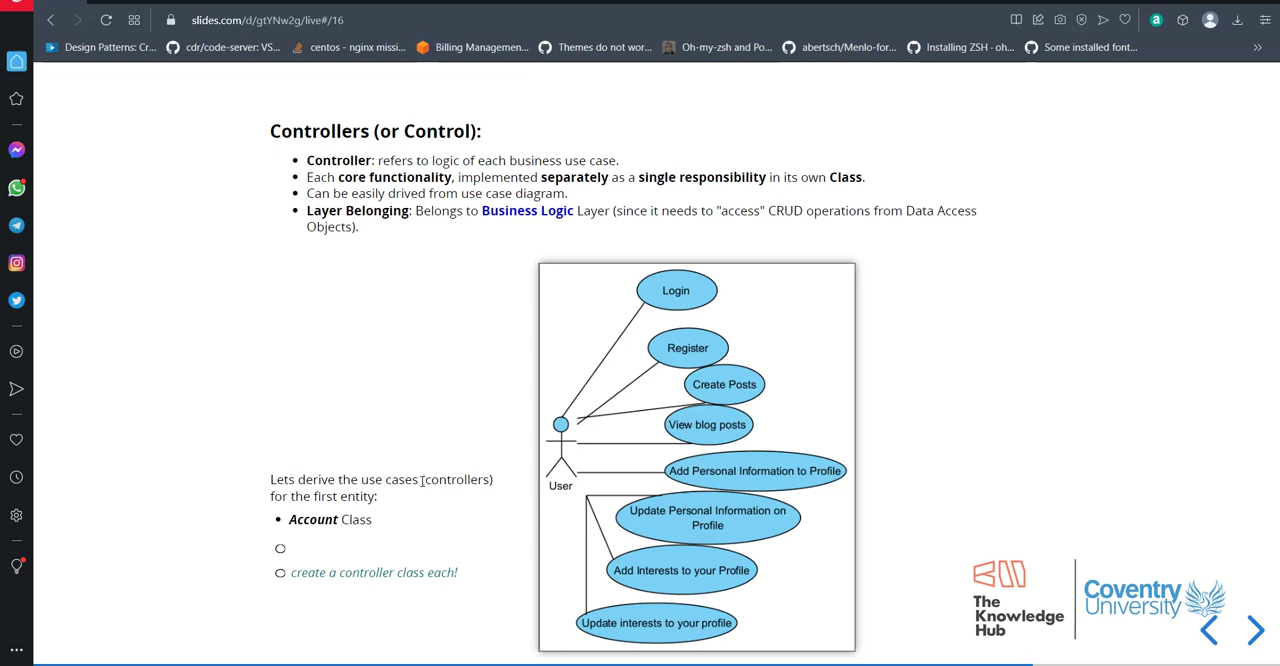 slides.com/d/gtYNw2g/live#/16
Design Patterns: Cr...
cdr/code-server: VS...
centos - nginx missi...
Billing Managemen...
Themes do not wor...
Oh-my-zsh and Po...
abertsch/Menlo-for...
Installing ZSH · oh...
Some installed font...
Controllers (or Control):
Controller: refers to logic of each business use case.
Each core functionality, implemented separately as a single responsibility in its own Class.
Can be easily drived from use case diagram.
Layer Belonging: Belongs to Business Logic Layer (since it needs to "access" CRUD operations from Data Access
Objects).
Login
Register
Create Posts
View blog posts
Add Personal Information to Profile
User
Update Personal Information on
Profile
Add Interests to your Profile
Update interests to your profile
Lets derive the use cases (controllers)
for the first entity:
Account Class
create a controller class each!
The
Knowledge
Hub
Coventry
University